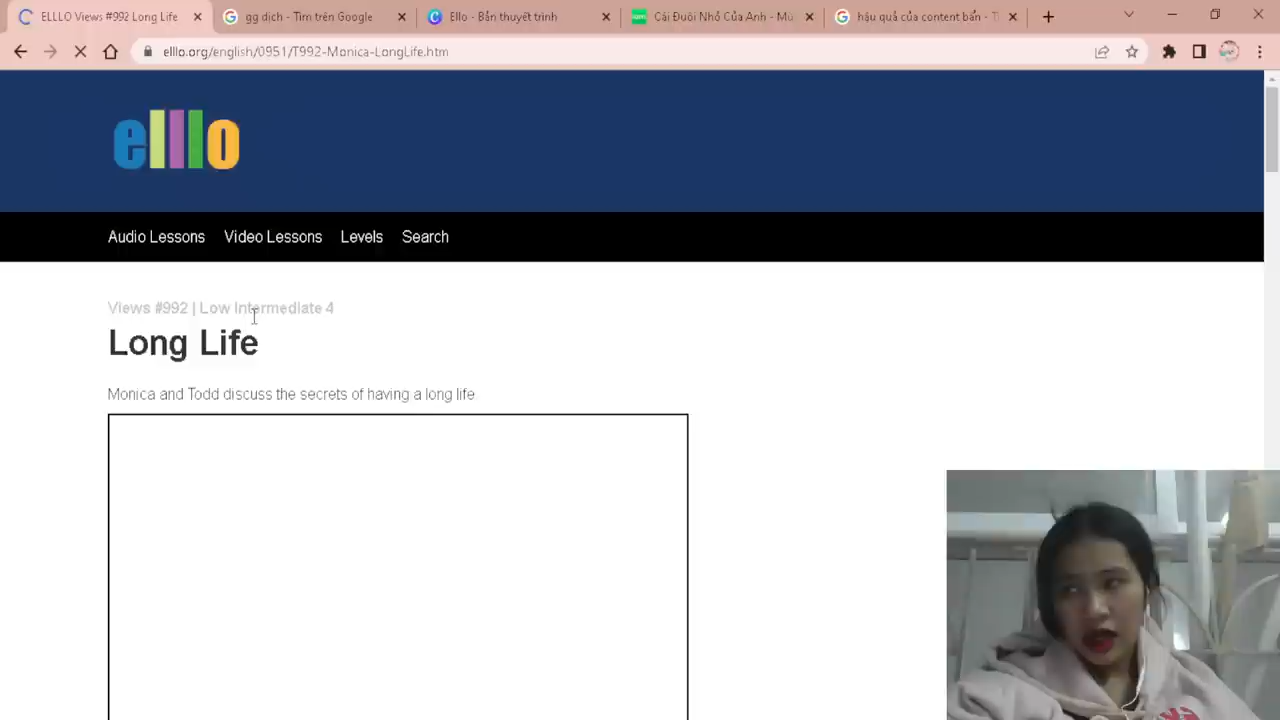 ELLLO Views #992 Long Life
gg dịch - Tìm trên Google
Ello - Bản thuyết trình
Cái Đuôi Nhỏ Của Anh - Mù
hậu quả của content bẩn - T
elllo.org/english/0951/T992-Monica-LongLife.htm
elllo
Audio Lessons Video Lessons Levels Search
Views #992 | Low Intermediate 4
Long Life
Monica and Todd discuss the secrets of having a long life